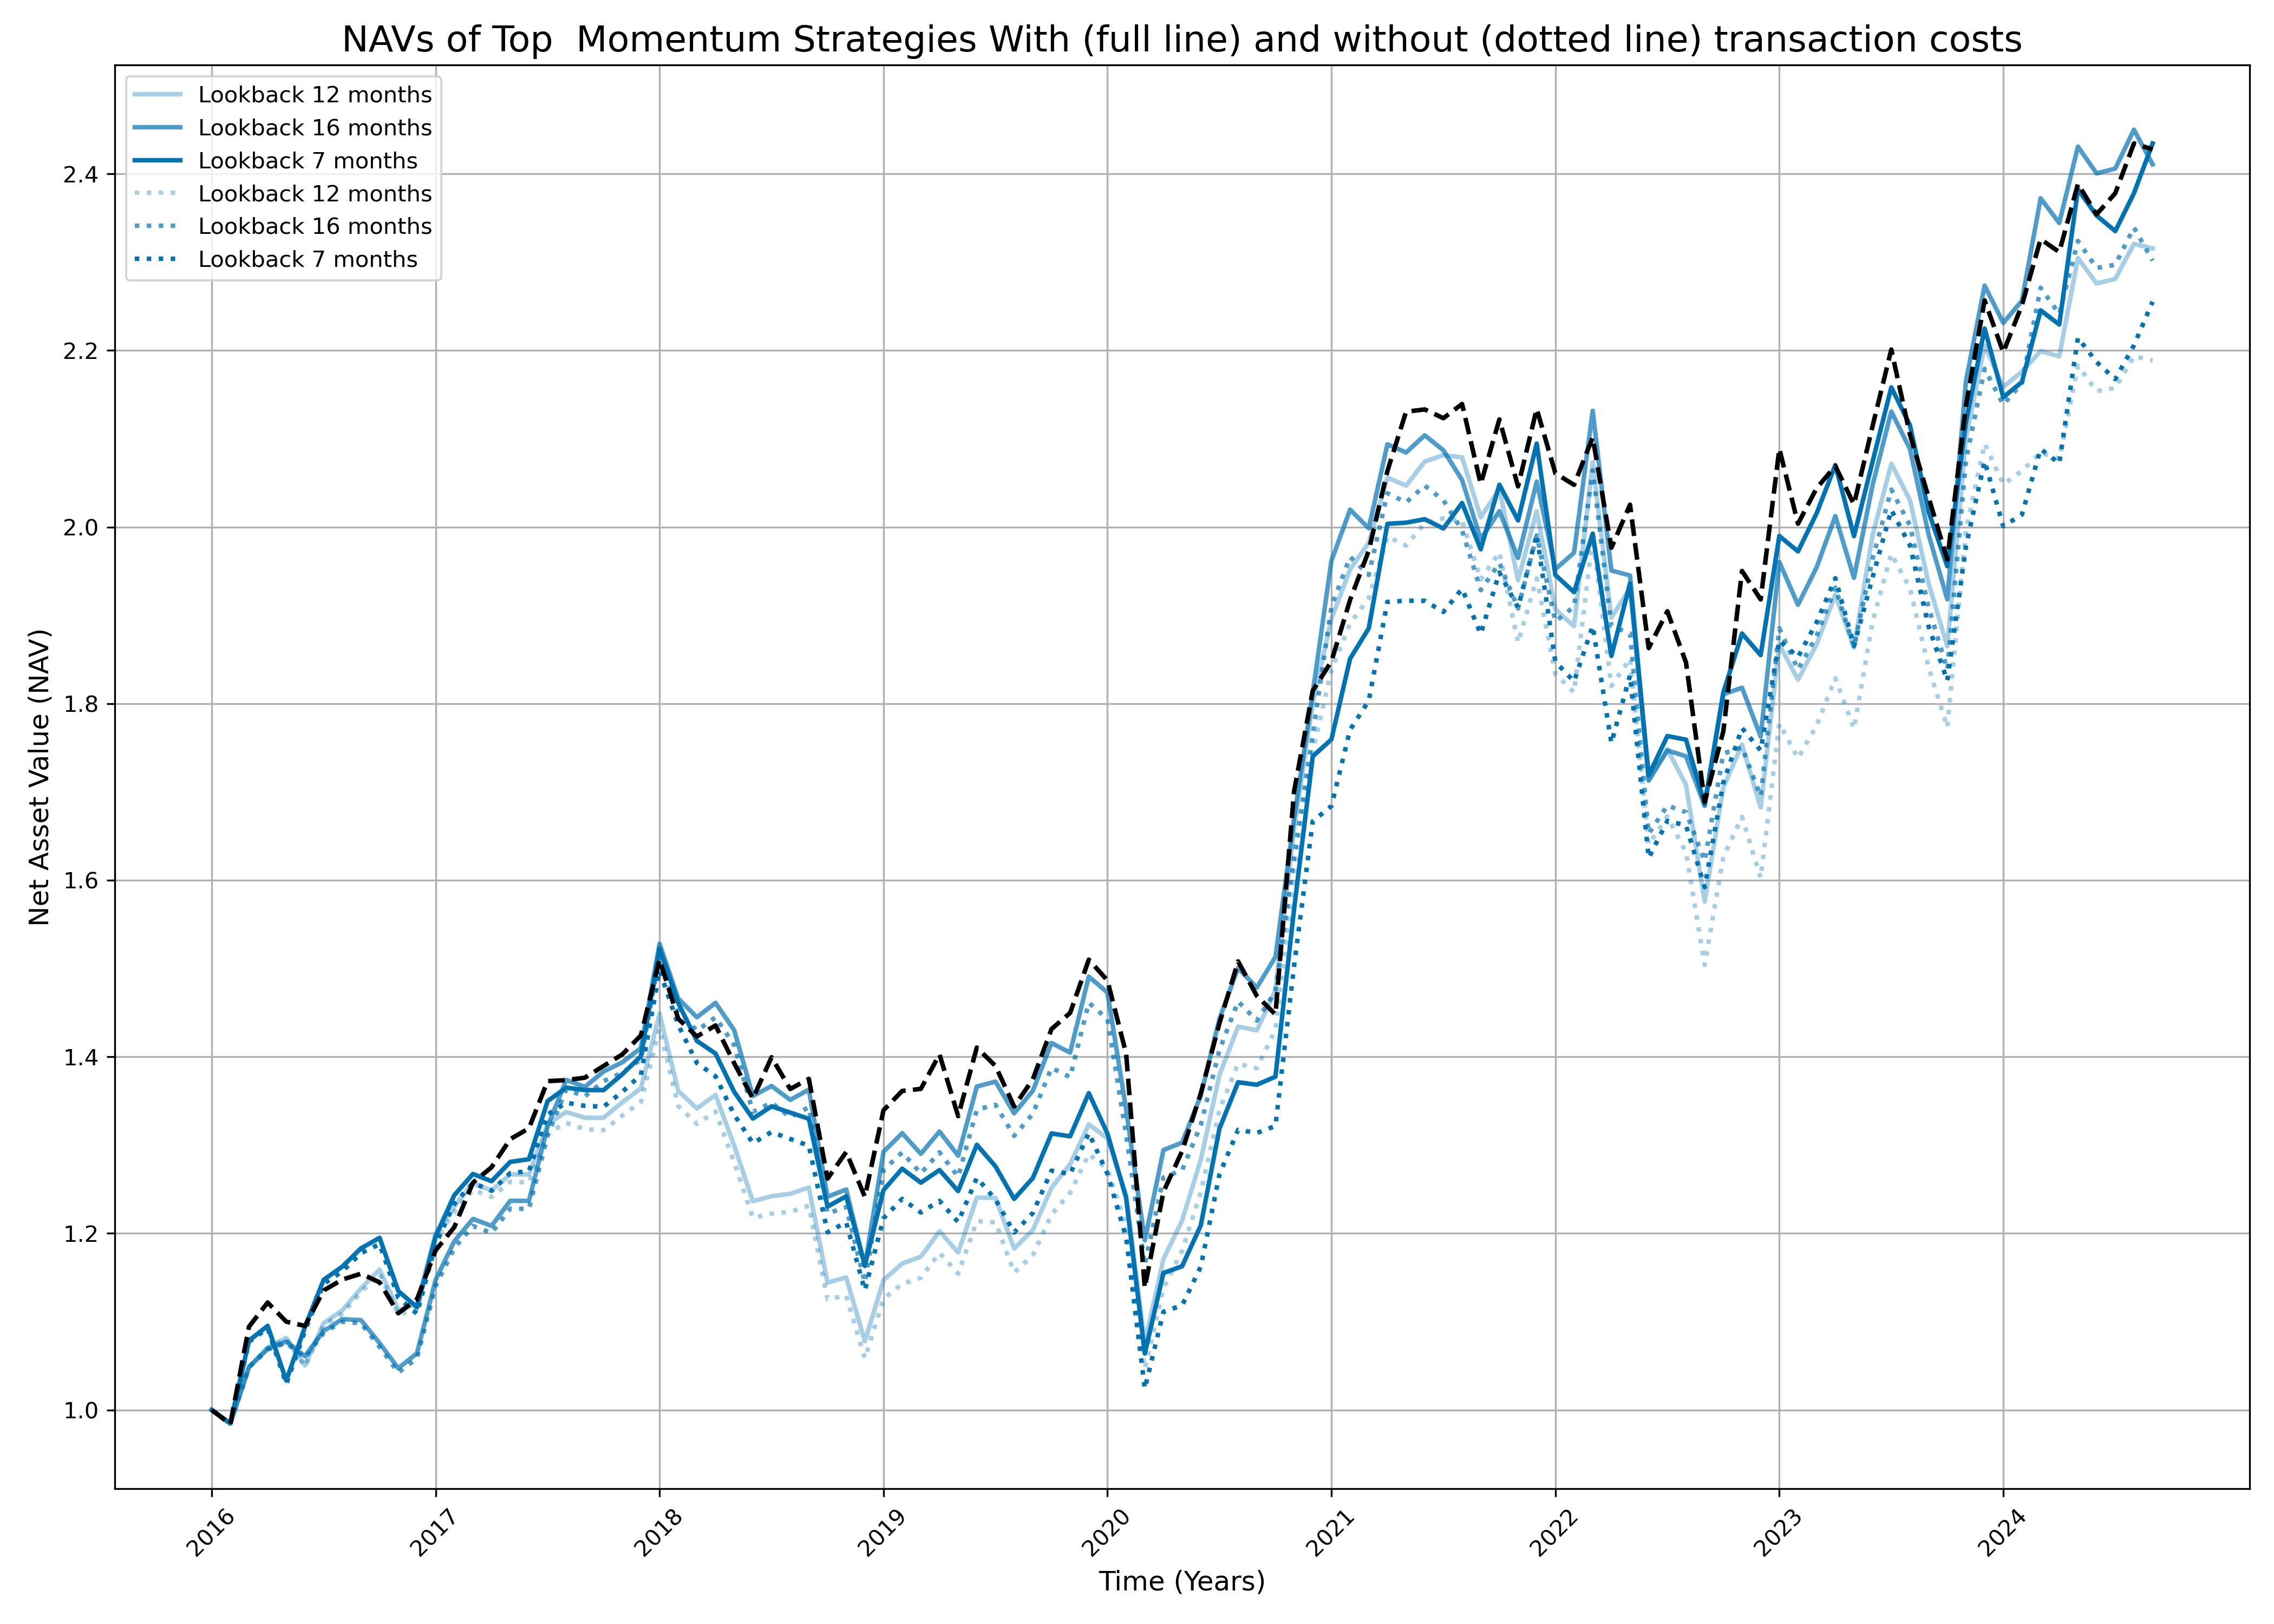 NAVs of Top  Momentum Strategies With (full line) and without (dotted line) transaction costs
Lookback 12 months
Lookback 16 months
Lookback 7 months
Lookback 12 months
Lookback 16 months
Lookback 7 months
Net Asset Value (NAV)
2.4
2.2
2.0
1.8
1.6
1.4
1.2
1.0
2016
2017
2018
2019
2020
2021
2022
2023
2024
Time (Years)